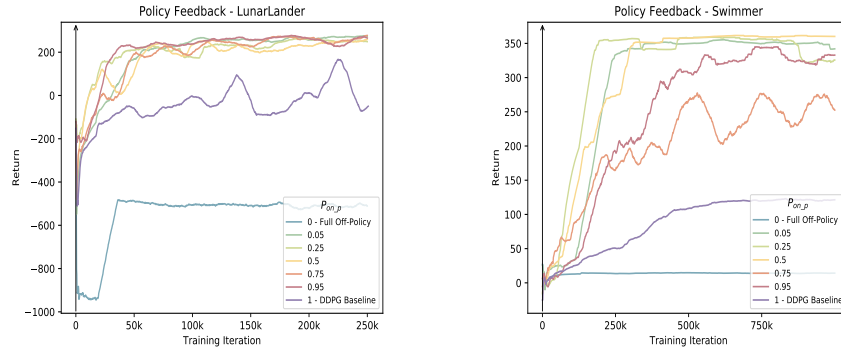 Policy Feedback - LunarLander
Return
200
0
−200
−400
−600
−800
−1000
0
50k
100k
150k
200k
250k
Training Iteration
P_on_p
0 - Full Off-Policy
0.05
0.25
0.5
0.75
0.95
1 - DDPG Baseline
Policy Feedback - Swimmer
Return
350
300
250
200
150
100
50
0
0
250k
500k
750k
Training Iteration
P_on_p
0 - Full Off-Policy
0.05
0.25
0.5
0.75
0.95
1 - DDPG Baseline